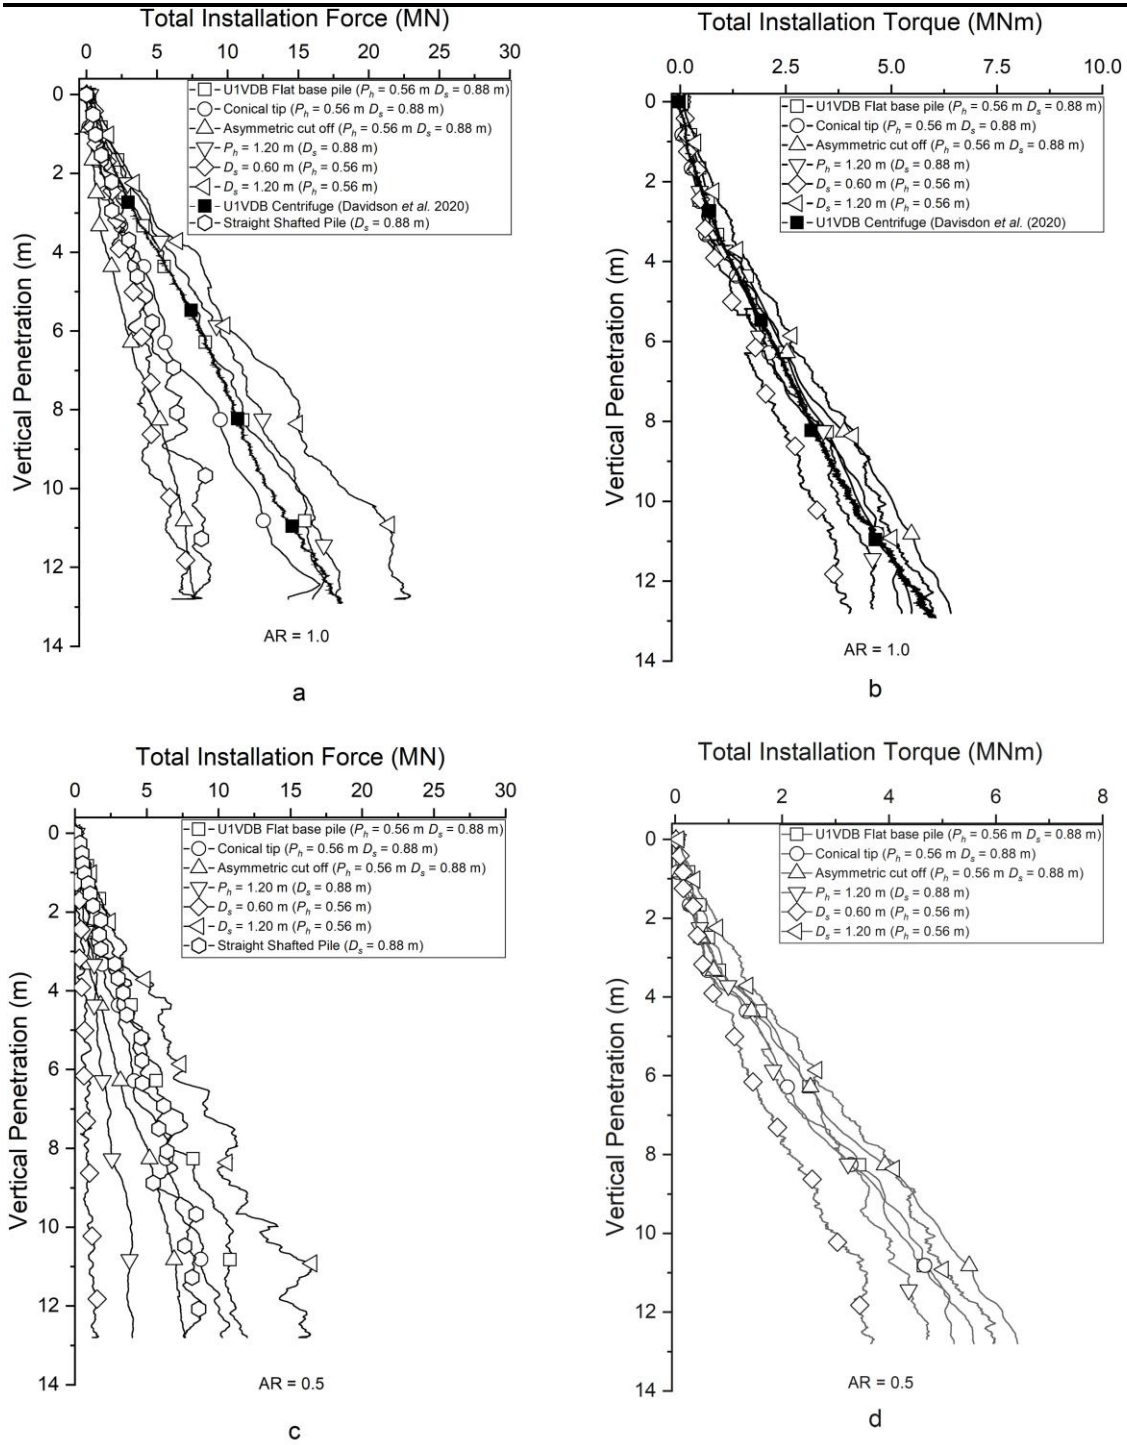 Total Installation Force (MN)
0 5 10 15 20 25 30
0
2
4
6
8
10
12
14
Vertical Penetration (m)
U1VDB Flat base pile (Ph = 0.56 m Ds = 0.88 m)
Conical tip (Ph = 0.56 m Ds = 0.88 m)
Asymmetric cut off (Ph = 0.56 m Ds = 0.88 m)
Ph = 1.20 m (Ds = 0.88 m)
Ds = 0.60 m (Ph = 0.56 m)
Ds = 1.20 m (Ph = 0.56 m)
U1VDB Centrifuge (Davidson et al. 2020)
Straight Shafted Pile (Ds = 0.88 m)
AR = 1.0
a
Total Installation Torque (MNm)
0.0 2.5 5.0 7.5 10.0
0
2
4
6
8
10
12
14
Vertical Penetration (m)
U1VDB Flat base pile (Ph = 0.56 m Ds = 0.88 m)
Conical tip (Ph = 0.56 m Ds = 0.88 m)
Asymmetric cut off (Ph = 0.56 m Ds = 0.88 m)
Ph = 1.20 m (Ds = 0.88 m)
Ds = 0.60 m (Ph = 0.56 m)
Ds = 1.20 m (Ph = 0.56 m)
U1VDB Centrifuge (Davisdon et al. (2020)
AR = 1.0
b
Total Installation Force (MN)
0 5 10 15 20 25 30
0
2
4
6
8
10
12
14
Vertical Penetration (m)
U1VDB Flat base pile (Ph = 0.56 m Ds = 0.88 m)
Conical tip (Ph = 0.56 m Ds = 0.88 m)
Asymmetric cut off (Ph = 0.56 m Ds = 0.88 m)
Ph = 1.20 m (Ds = 0.88 m)
Ds = 0.60 m (Ph = 0.56 m)
Ds = 1.20 m (Ph = 0.56 m)
Straight Shafted Pile (Ds = 0.88 m)
AR = 0.5
c
Total Installation Torque (MNm)
0 2 4 6 8
0
2
4
6
8
10
12
14
Vertical Penetration (m)
U1VDB Flat base pile (Ph = 0.56 m Ds = 0.88 m)
Conical tip (Ph = 0.56 m Ds = 0.88 m)
Asymmetric cut off (Ph = 0.56 m Ds = 0.88 m)
Ph = 1.20 m (Ds = 0.88 m)
Ds = 0.60 m (Ph = 0.56 m)
Ds = 1.20 m (Ph = 0.56 m)
AR = 0.5
d